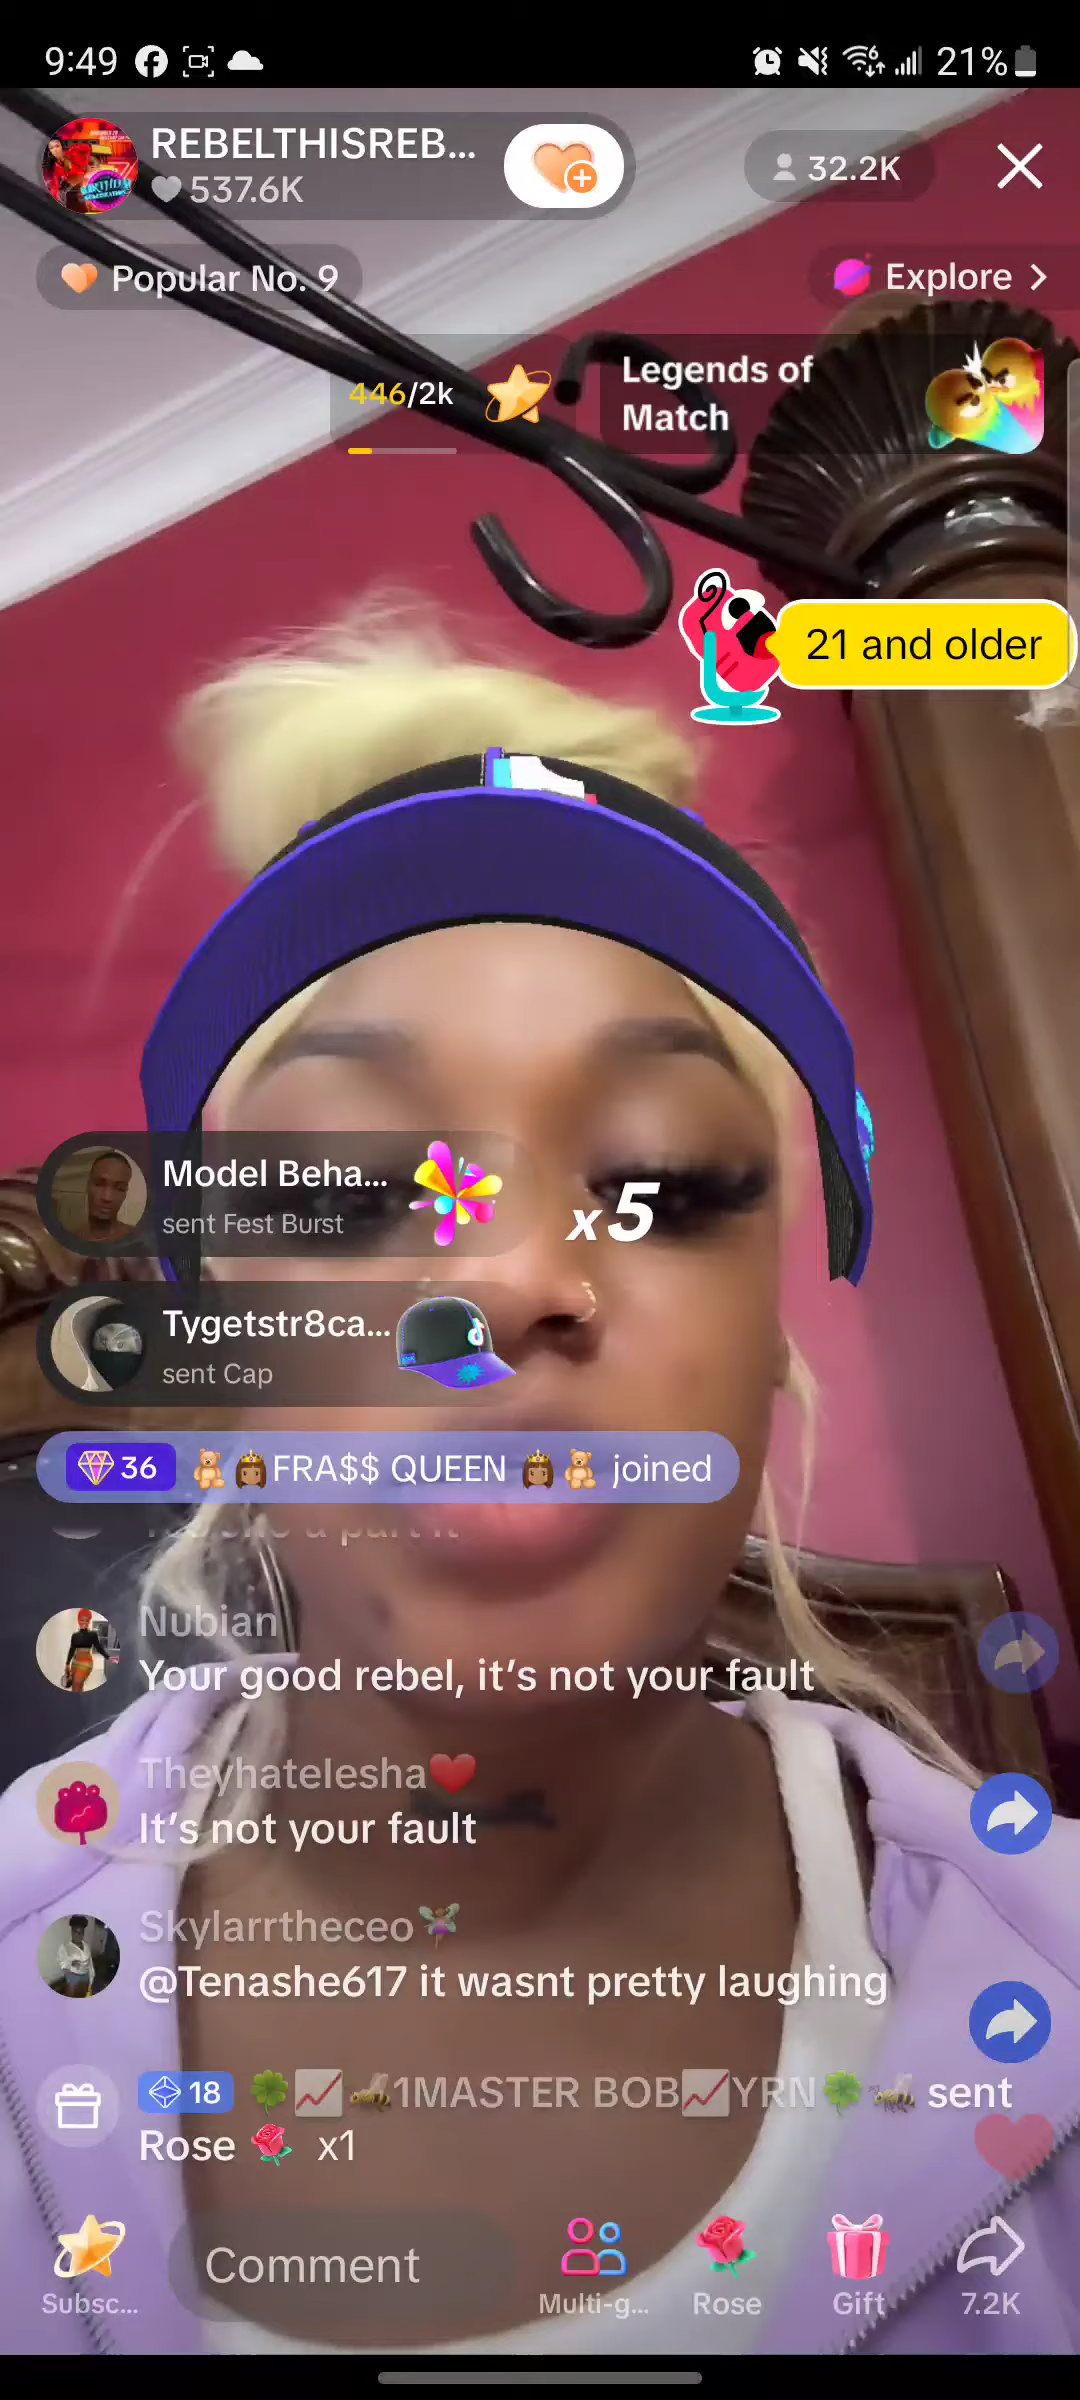 9:49
21%
REBELTHISREB...
537.6K
32.2K
Popular No. 9
Explore
446/2k
Legends of
Match
21 and older
Model Beha...
sent Fest Burst
x5
Tygetstr8ca...
sent Cap
36 🧸👸🏾FRA$$ QUEEN 👸🏾🧸 joined
Nubian
Your good rebel, it's not your fault
Theyhatelesha❤️
It's not your fault
Skylarrtheceo🧚🏾‍♀️
@Tenashe617 it wasnt pretty laughing
18 🍀📈🐝1MASTER BOB📈YRN🍀🐝 sent
Rose 🌹 x1
Comment
Subsc...
Multi-g...
Rose
Gift
7.2K